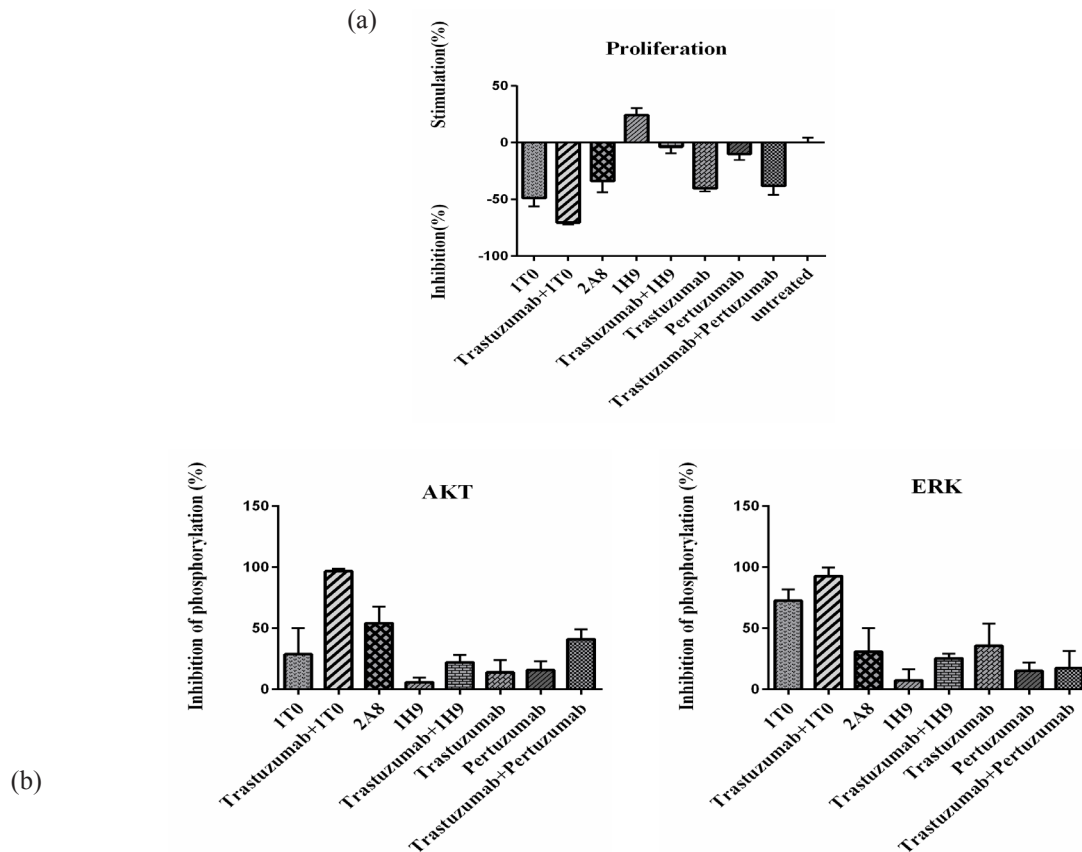 (a)
Proliferation
Stimulation(%)
Inhibition(%)
50
0
-50
-100
1T0
Trastuzumab+1T0
2A8
1H9
Trastuzumab+1H9
Trastuzumab
Pertuzumab
Trastuzumab+Pertuzumab
untreated
(b)
AKT
Inhibition of phosphorylation (%)
150
100
50
0
1T0
Trastuzumab+1T0
2A8
1H9
Trastuzumab+1H9
Trastuzumab
Pertuzumab
Trastuzumab+Pertuzumab
ERK
Inhibition of phosphorylation (%)
150
100
50
0
1T0
Trastuzumab+1T0
2A8
1H9
Trastuzumab+1H9
Trastuzumab
Pertuzumab
Trastuzumab+Pertuzumab